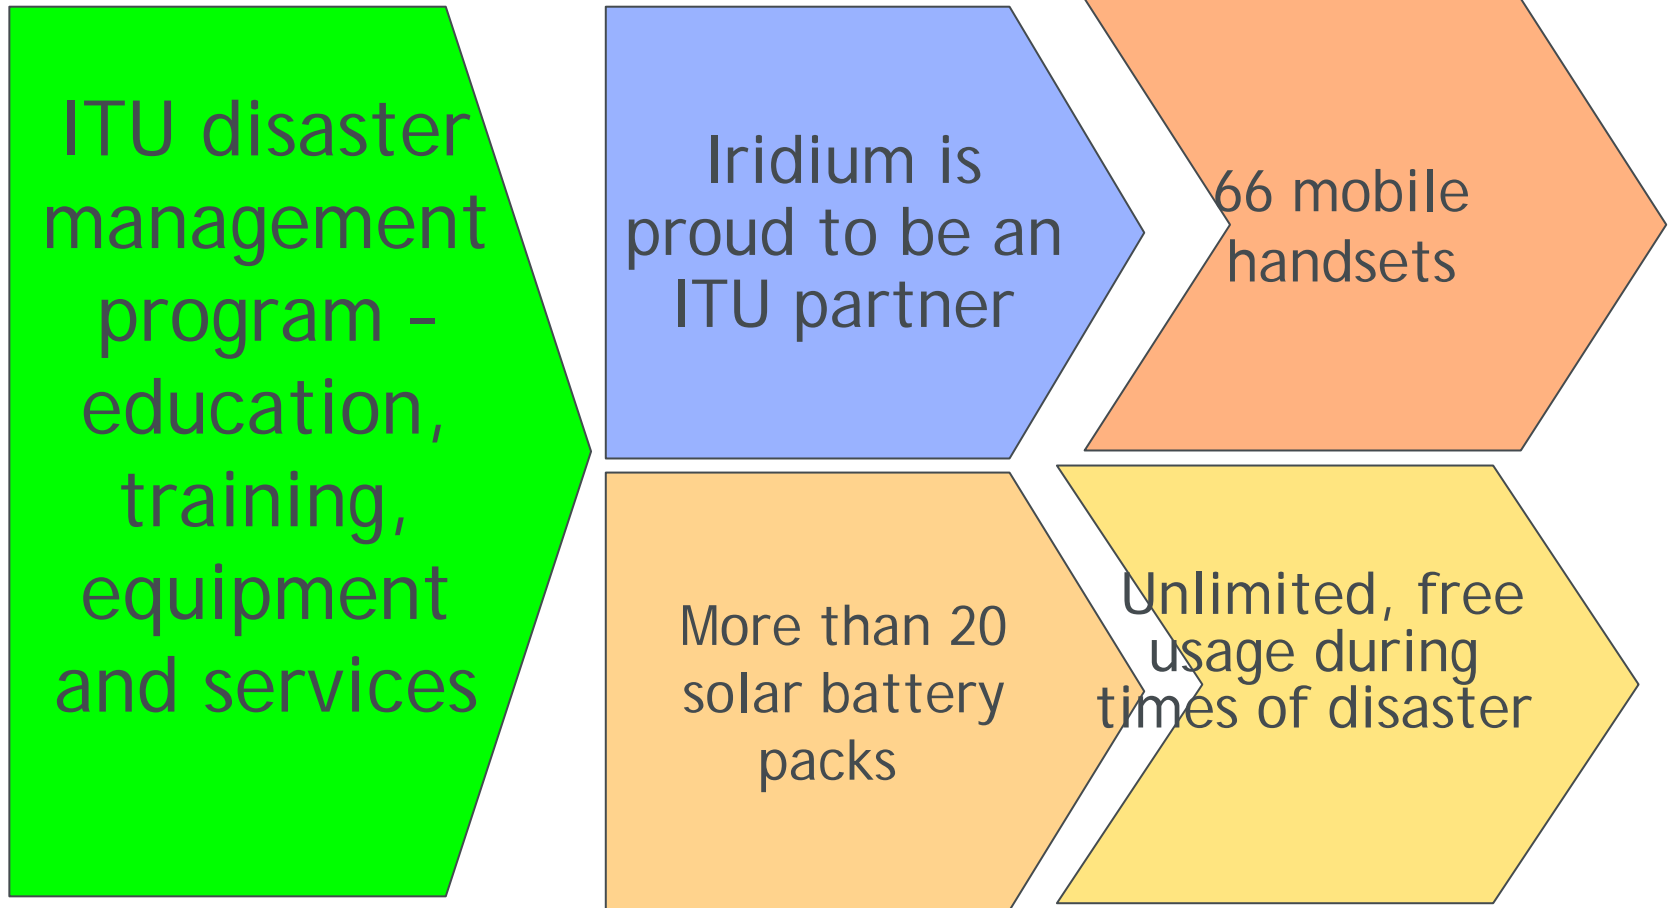 ITU disaster
management
program –
education,
training,
equipment
and services
Iridium is
proud to be an
ITU partner
66 mobile
handsets
More than 20
solar battery
packs
Unlimited, free
usage during
times of disaster